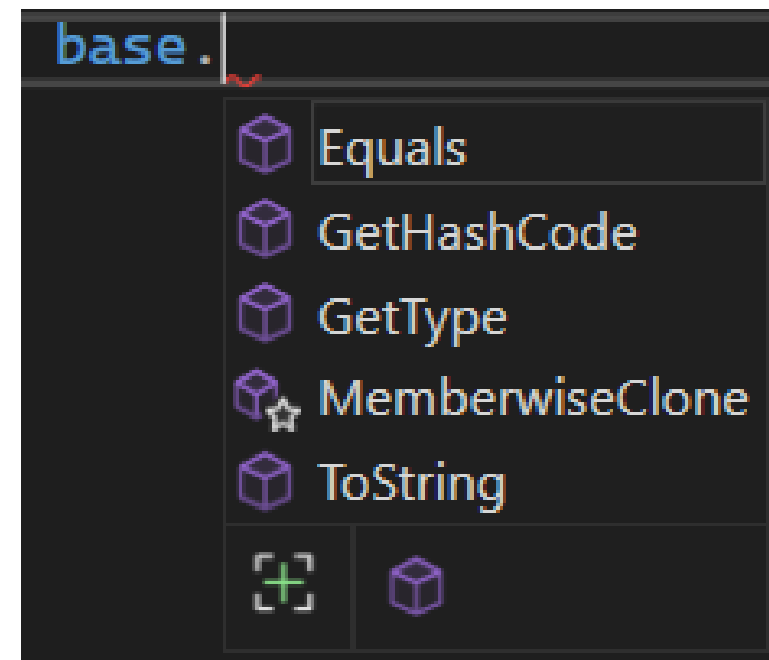 base.
Equals
GetHashCode
GetType
MemberwiseClone
ToString